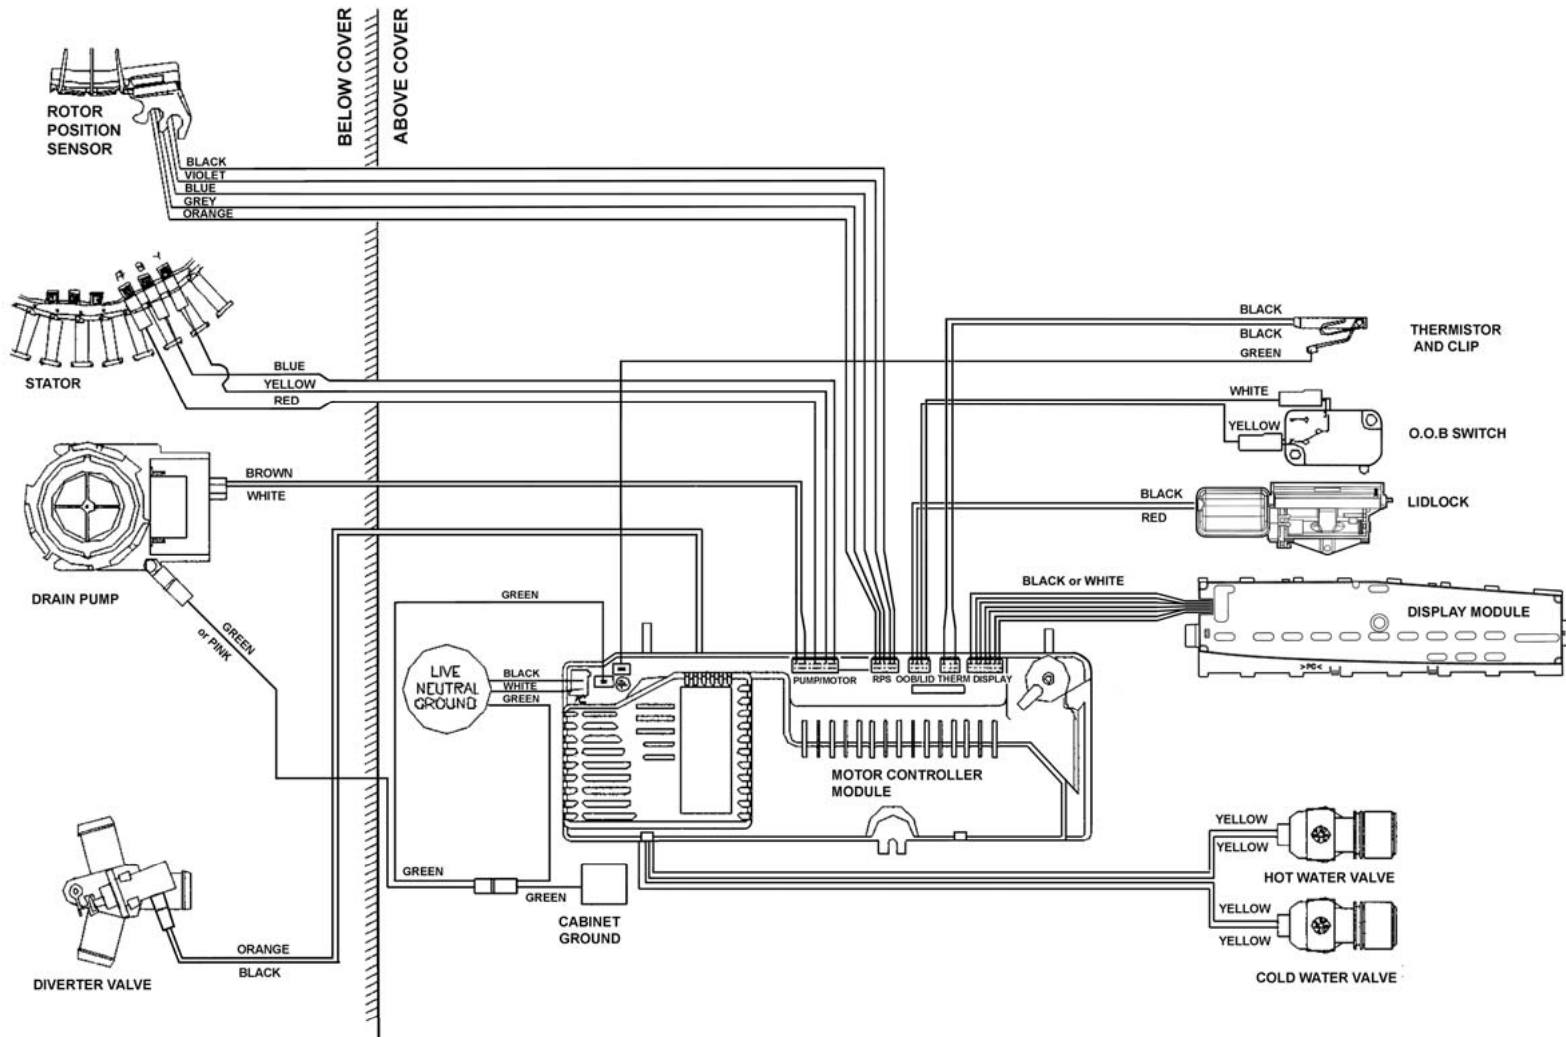 BELOW COVER
ABOVE COVER
ROTOR
POSITION
SENSOR
BLACK
VIOLET
BLUE
GREY
ORANGE
STATOR
BLUE
YELLOW
RED
BROWN
WHITE
DRAIN PUMP
GREEN
or PINK
GREEN
LIVE
NEUTRAL
GROUND
BLACK
WHITE
GREEN
PUMP/MOTOR
RPS OOB/LID THERM DISPLAY
MOTOR CONTROLLER
MODULE
BLACK
BLACK
GREEN
THERMISTOR
AND CLIP
WHITE
YELLOW
O.O.B SWITCH
BLACK
RED
LIDLOCK
BLACK or WHITE
DISPLAY MODULE
>PC<
YELLOW
YELLOW
HOT WATER VALVE
YELLOW
YELLOW
COLD WATER VALVE
GREEN
GREEN
CABINET
GROUND
ORANGE
BLACK
DIVERTER VALVE